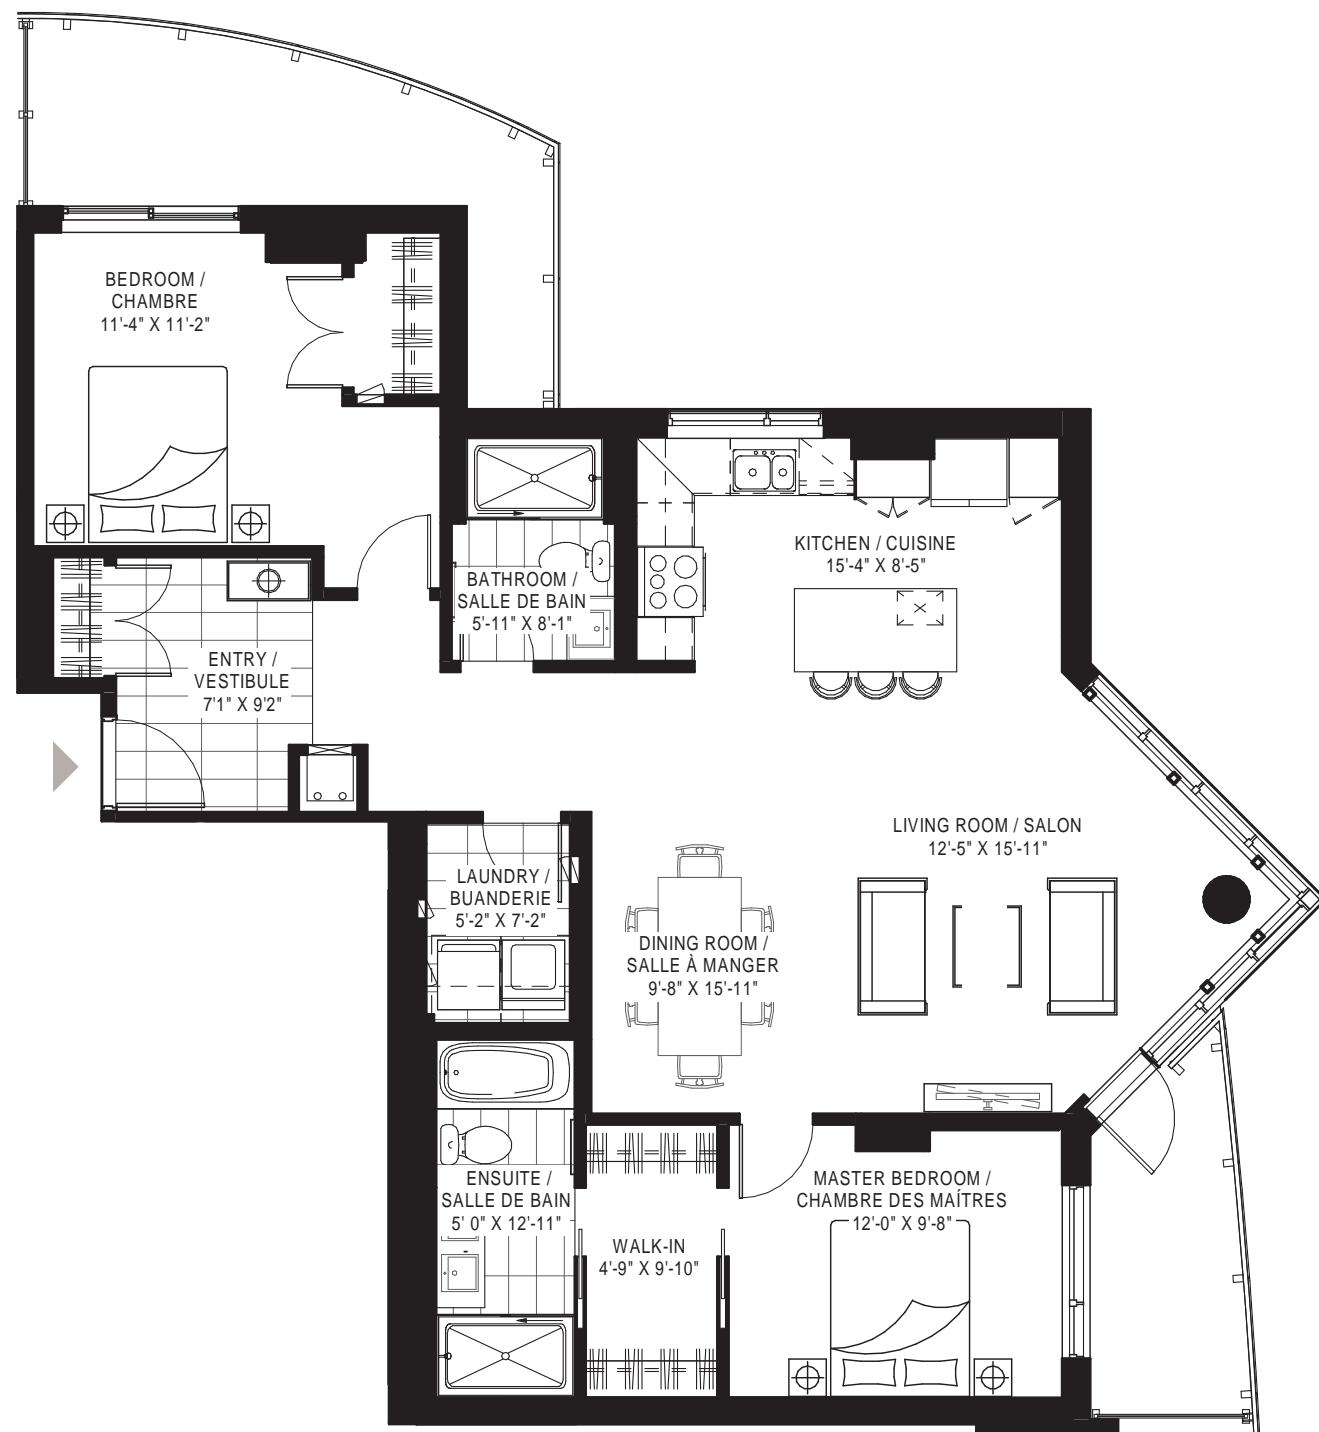 BEDROOM /
CHAMBRE
11'-4" X 11'-2"
KITCHEN / CUISINE
15'-4" X 8'-5"
BATHROOM /
SALLE DE BAIN
5'-11" X 8'-1"
ENTRY /
VESTIBULE
7'1" X 9'2"
LIVING ROOM / SALON
12'-5" X 15'-11"
LAUNDRY /
BUANDERIE
5'-2" X 7'-2"
DINING ROOM /
SALLE À MANGER
9'-8" X 15'-11"
ENSUITE /
SALLE DE BAIN
5' 0" X 12'-11"
MASTER BEDROOM /
CHAMBRE DES MAÍTRES
12'-0" X 9'-8"
WALK-IN
4'-9" X 9'-10"